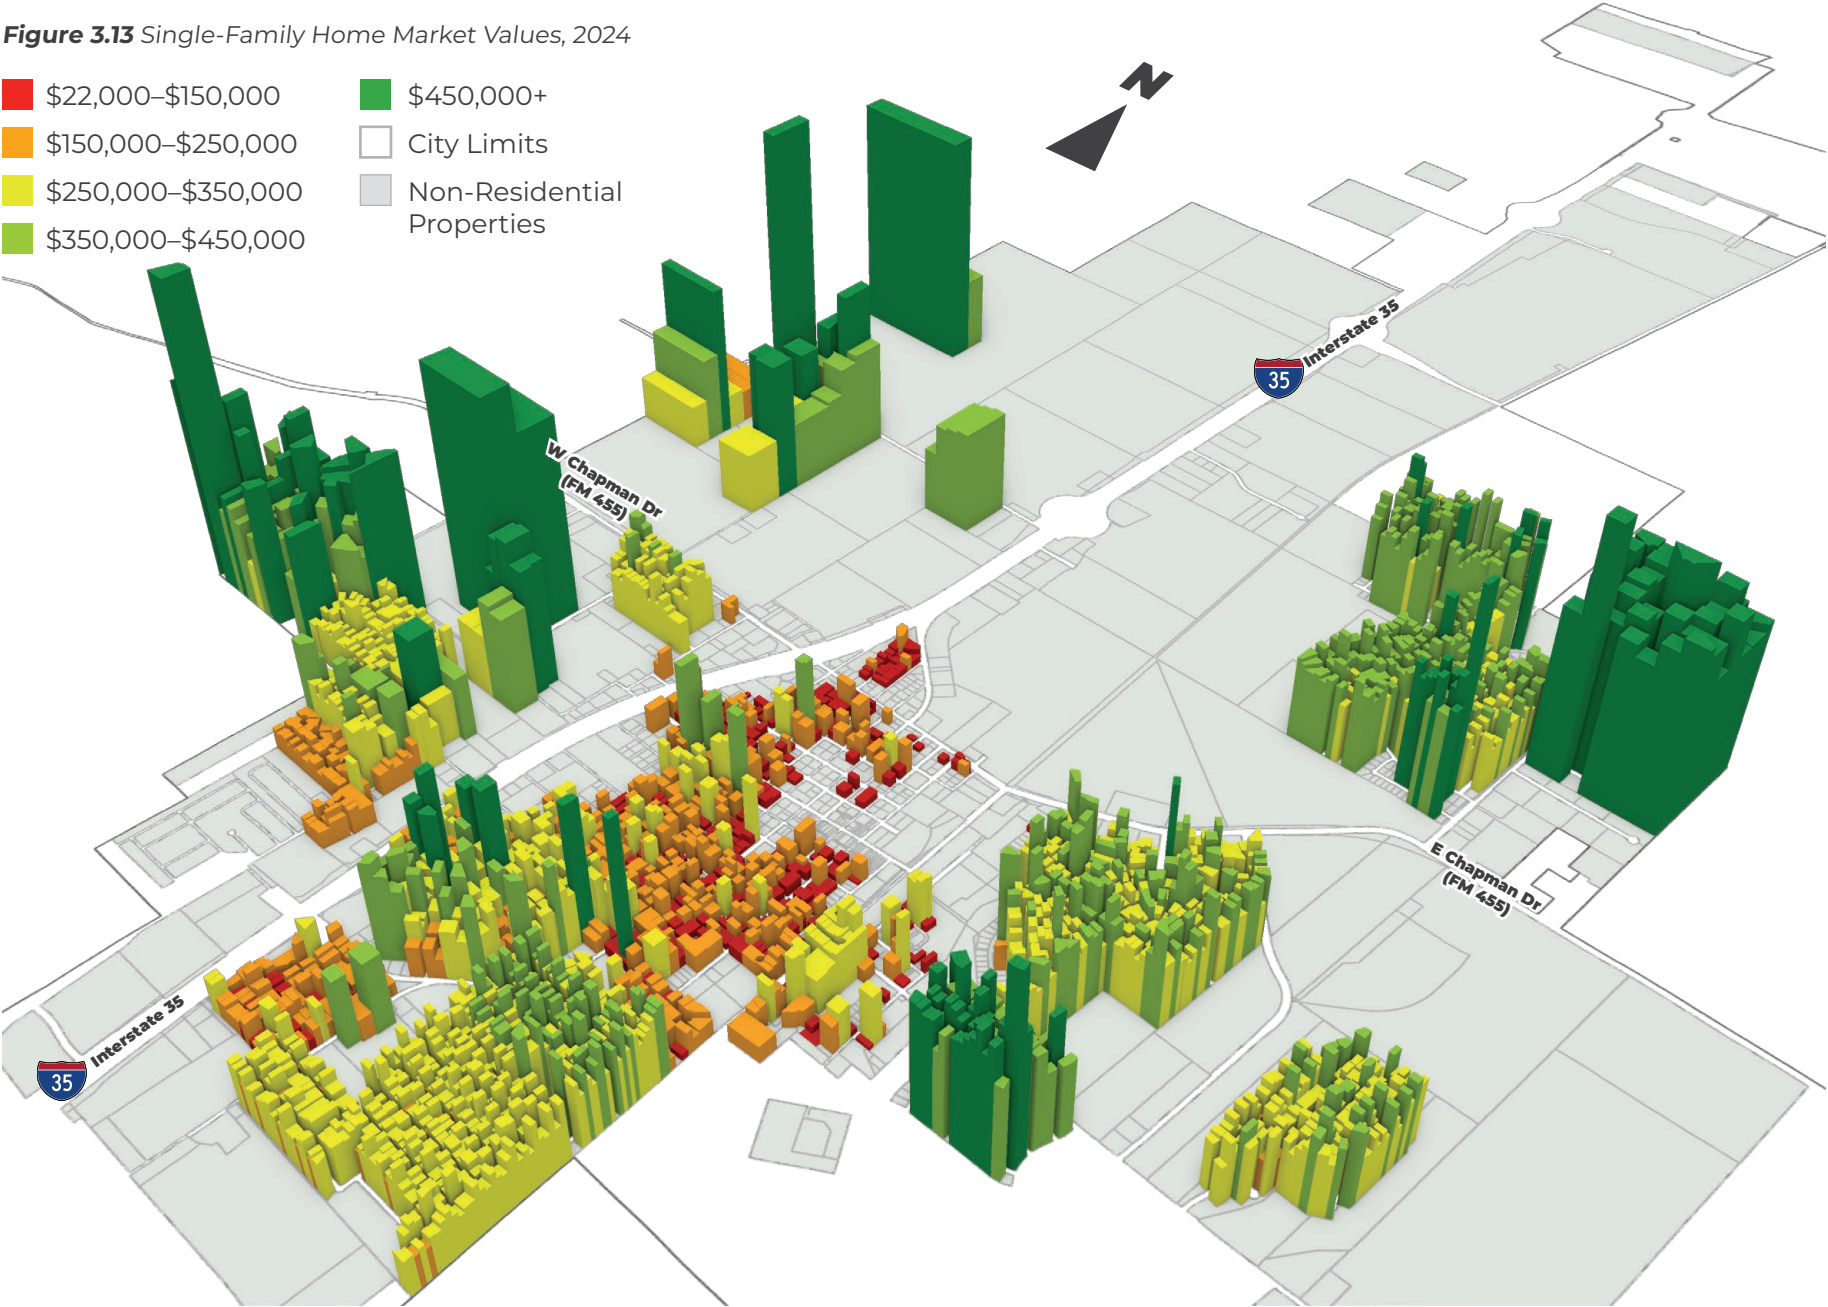 Figure 3.13 Single-Family Home Market Values, 2024
$22,000–$150,000
$150,000–$250,000
$250,000–$350,000
$350,000–$450,000
$450,000+
City Limits
Non-Residential
Properties
N
W Chapman Dr
(FM 455)
Interstate 35
35
E Chapman Dr
(FM 455)
Interstate 35
35